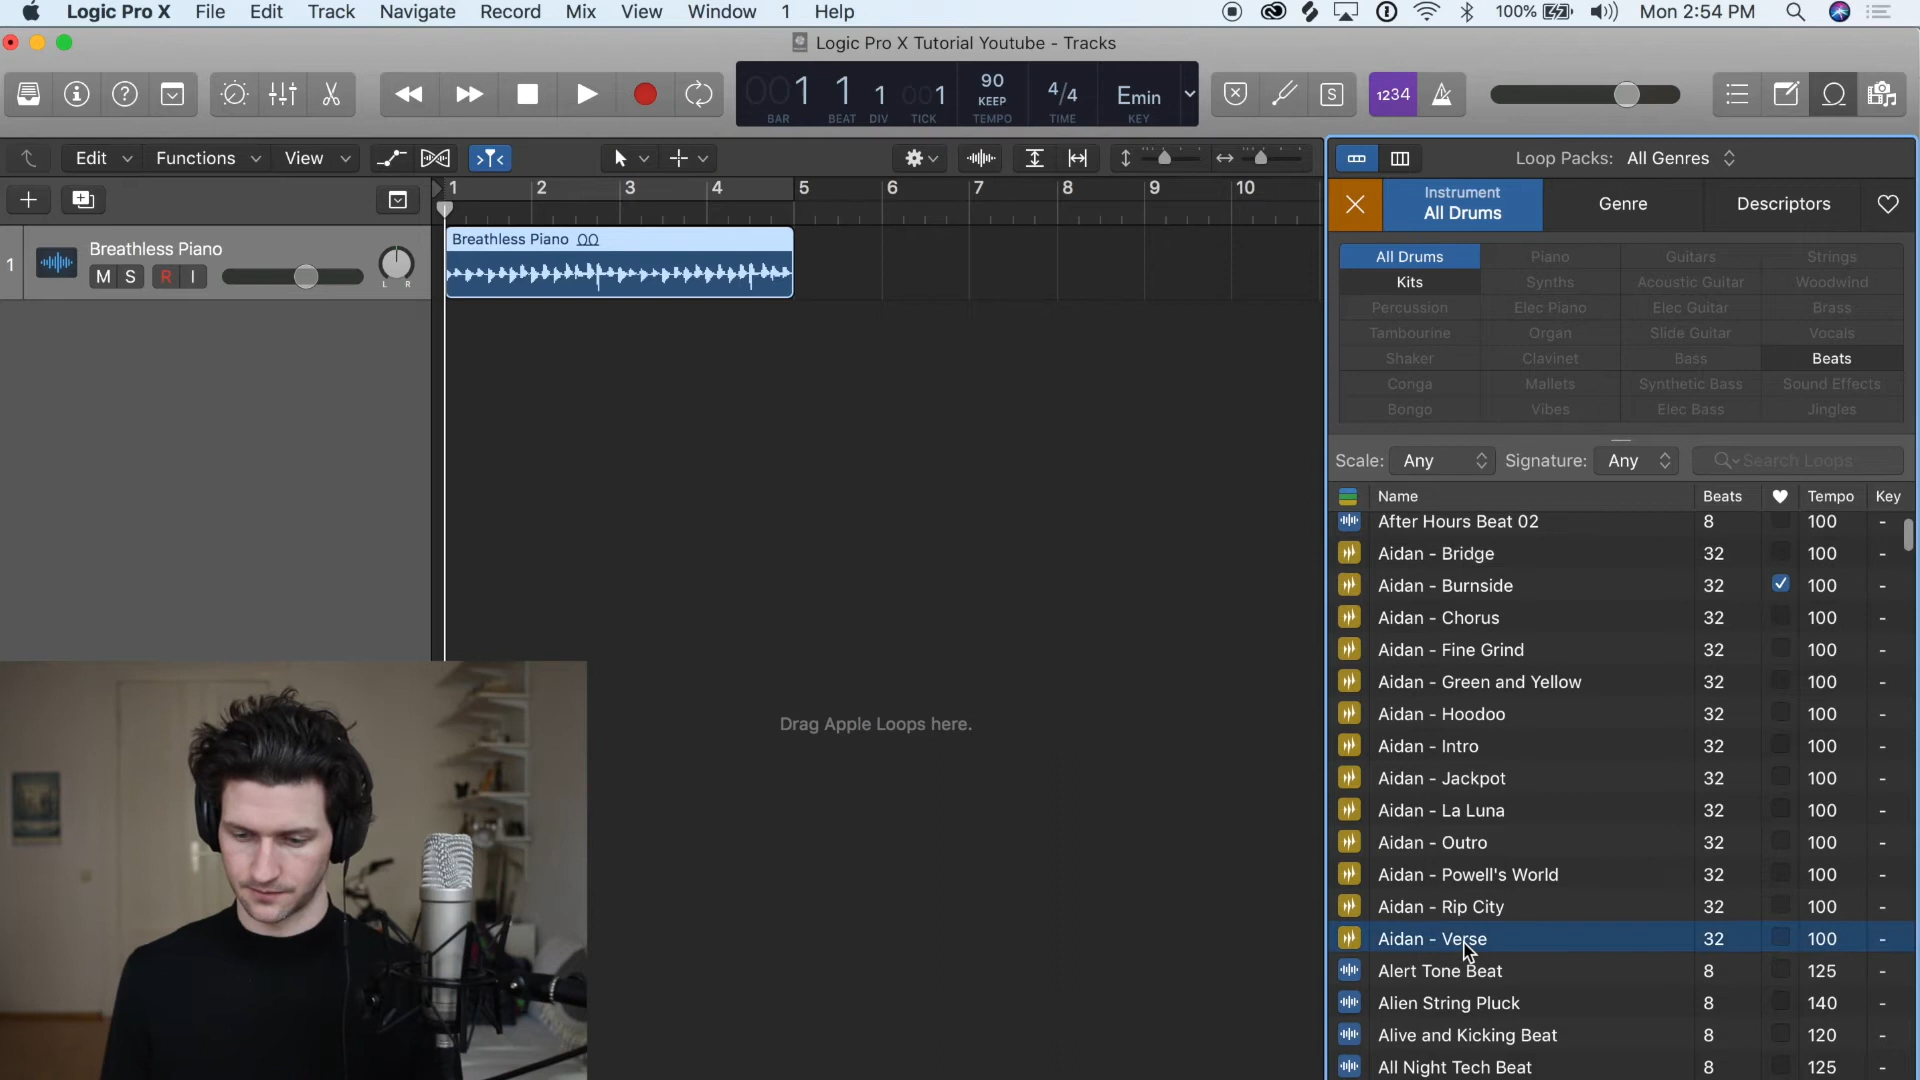 Logic Pro X File Edit Track Navigate Record Mix View Window 1 Help 100% Mon 2:54 PM
Logic Pro X Tutorial Youtube - Tracks
001 1 1 001 90 KEEP 4/4 Emin 1234
BAR BEAT DIV TICK TEMPO TIME KEY
S
Edit Functions View
1 2 3 4 5 6 7 8 9 10
1 Breathless Piano
M S R I
L R
Breathless Piano
Drag Apple Loops here.
Loop Packs: All Genres
Instrument
All Drums Genre Descriptors
All Drums Piano Guitars Strings
Kits Synths Acoustic Guitar Woodwind
Percussion Elec Piano Elec Guitar Brass
Tambourine Organ Slide Guitar Vocals
Shaker Clavinet Bass Beats
Conga Mallets Synthetic Bass Sound Effects
Bongo Vibes Elec Bass Jingles
Scale: Any Signature: Any Search Loops
Name Beats Tempo Key
After Hours Beat 02 8 100 -
Aidan - Bridge 32 100 -
Aidan - Burnside 32 100 -
Aidan - Chorus 32 100 -
Aidan - Fine Grind 32 100 -
Aidan - Green and Yellow 32 100 -
Aidan - Hoodoo 32 100 -
Aidan - Intro 32 100 -
Aidan - Jackpot 32 100 -
Aidan - La Luna 32 100 -
Aidan - Outro 32 100 -
Aidan - Powell's World 32 100 -
Aidan - Rip City 32 100 -
Aidan - Verse 32 100 -
Alert Tone Beat 8 125 -
Alien String Pluck 8 140 -
Alive and Kicking Beat 8 120 -
All Night Tech Beat 8 125 -